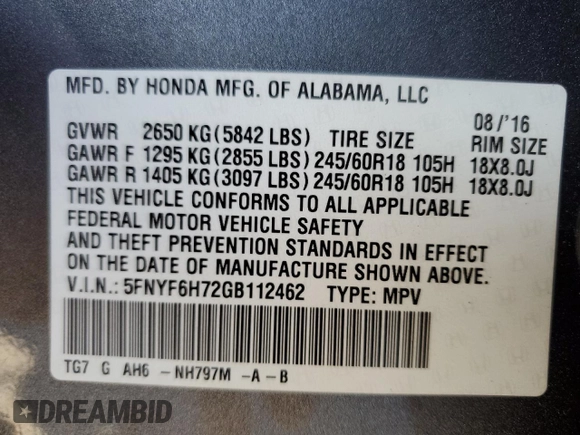 MFD. BY HONDA MFG. OF ALABAMA, LLC
08/'16
GVWR 2650 KG(5842 LBS) TIRE SIZE RIM SIZE
GAWR F 1295 KG(2855 LBS)245/60R18 105H 18X8.0J
GAWR R 1405 KG(3097 LBS)245/60R18 105H 18X8.0J
THIS VEHICLE CONFORMS TO ALL APPLICABLE
FEDERAL MOTOR VEHICLE SAFETY
AND THEFT PREVENTION STANDARDS IN EFFECT
ON THE DATE OF MANUFACTURE SHOWN ABOVE.
V.I.N.: 5FNYF6H72GB112462 TYPE: MPV
TG7 G AH6 -NH797M -A-B
DREAMBID